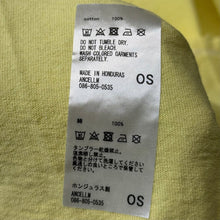 cotton 100%
DO NOT TUMBLE DRY.
DO NOT BLEACH.
WASH LIKE COLORED GARMENTS
SEPARATELY.
MADE IN HONDURAS
ANCELLM OS
086-805-0535
綿 100%
タンブラー乾燥禁止。
ホンジュラス製
ANCELLM OS
086-805-0535